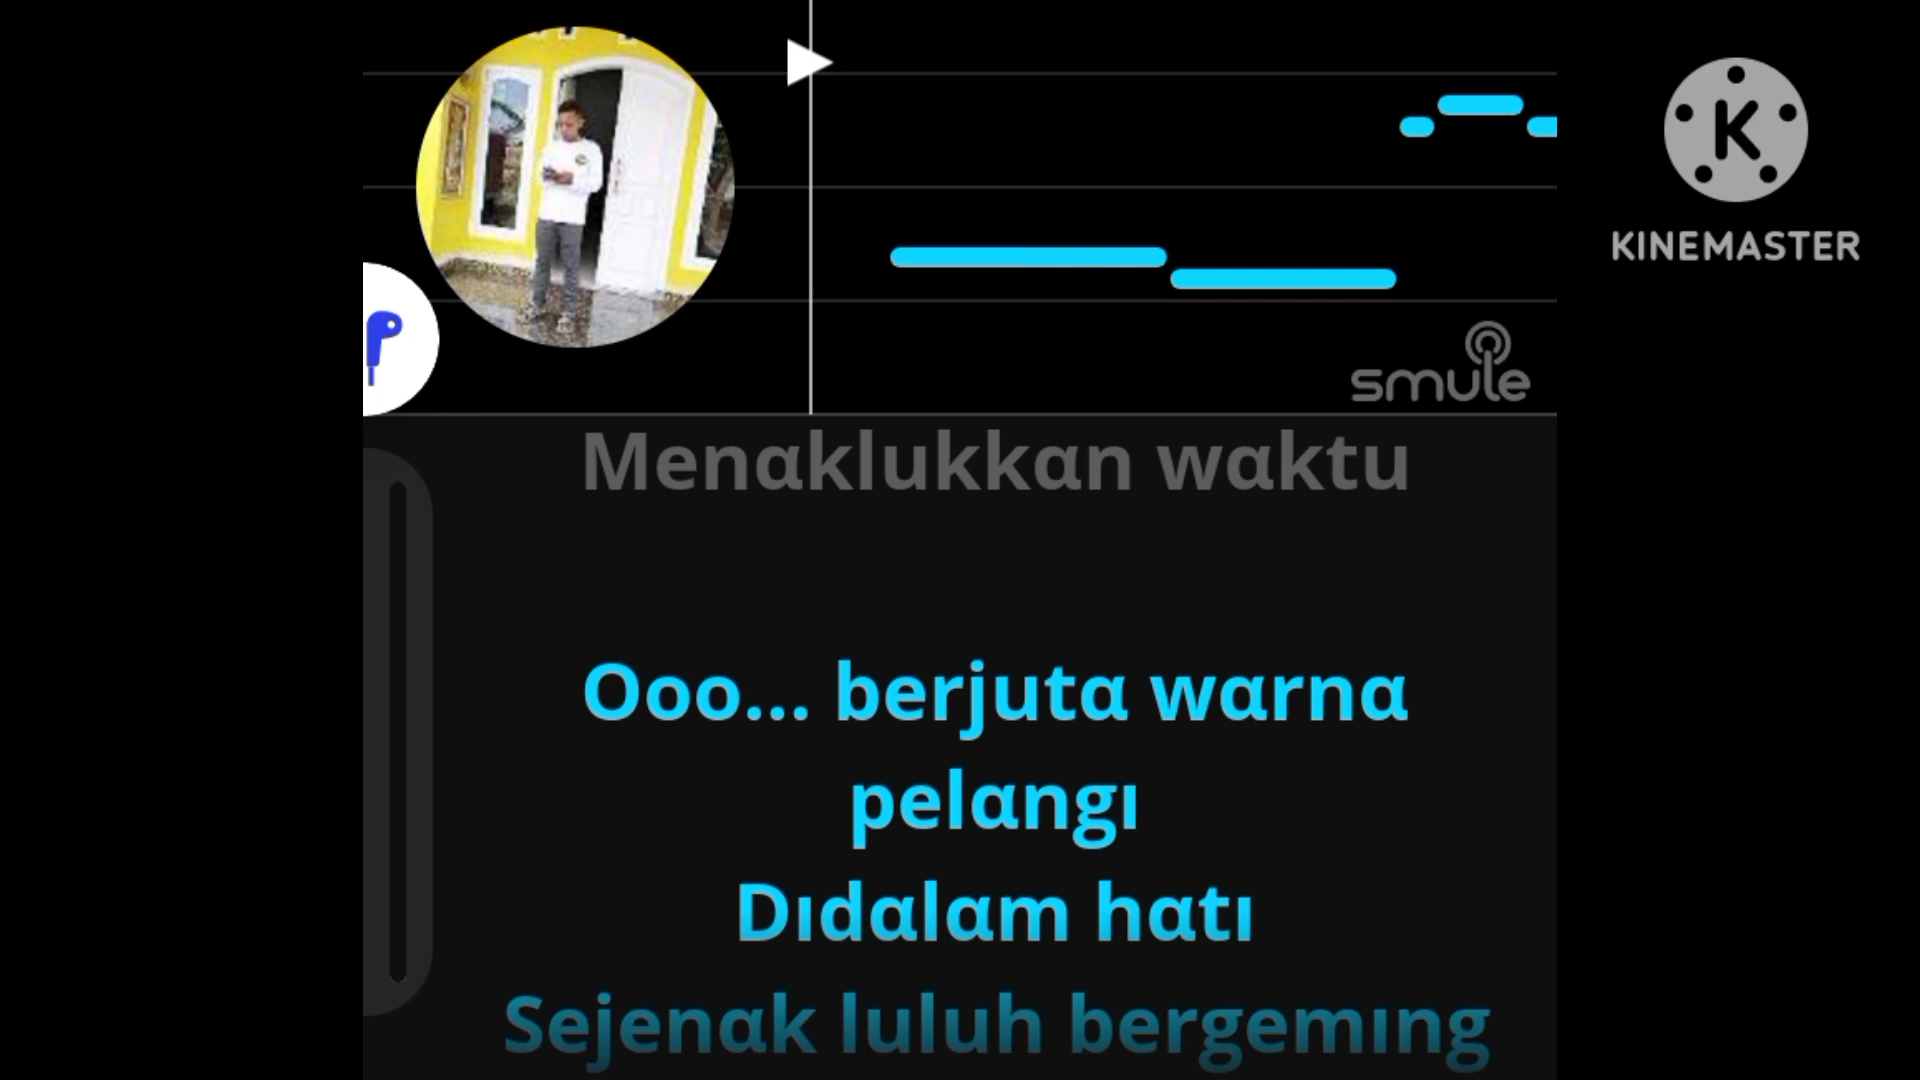 KINEMASTER
smule
Menaklukkan waktu
Ooo... berjuta warna
pelangi
Didalam hati
Sejenak luluh bergeming